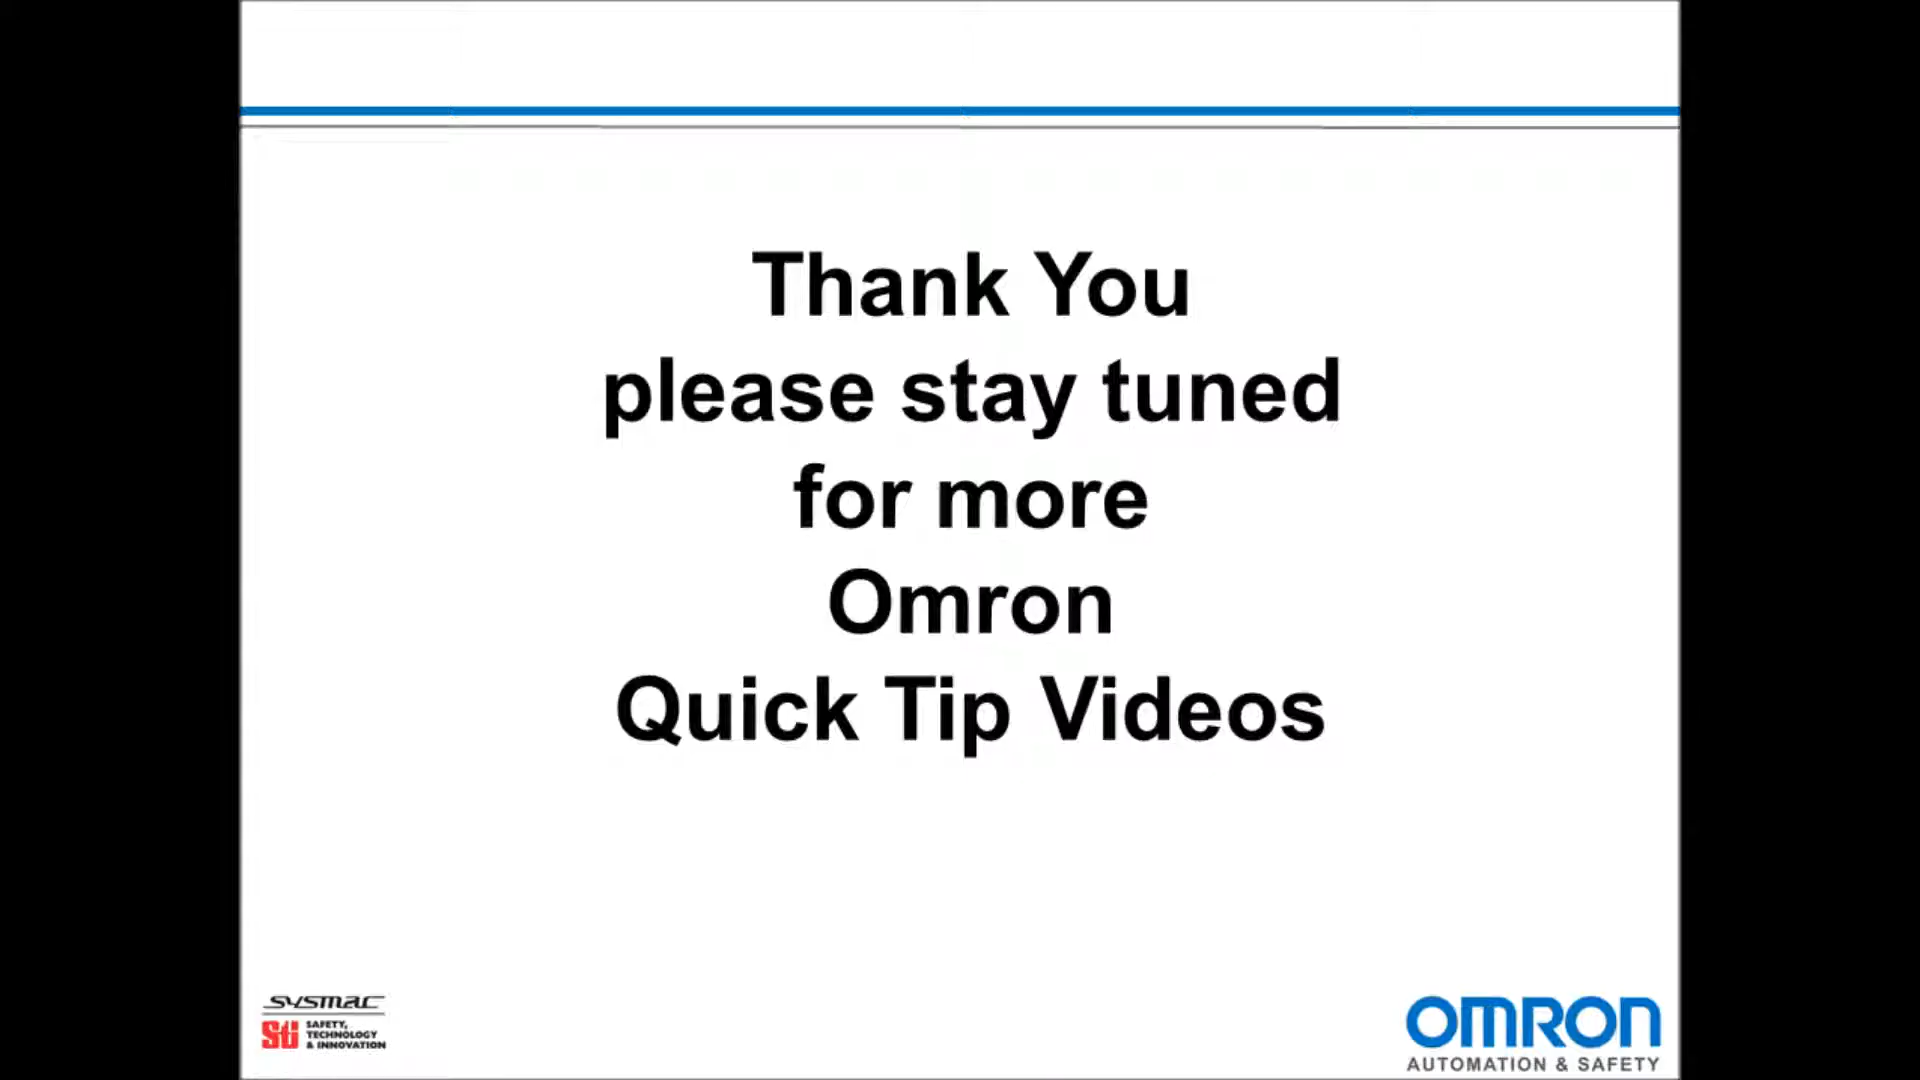 Thank You
please stay tuned
for more
Omron
Quick Tip Videos
sysmac
sti SAFETY,
TECHNOLOGY
& INNOVATION
OMRON
AUTOMATION & SAFETY